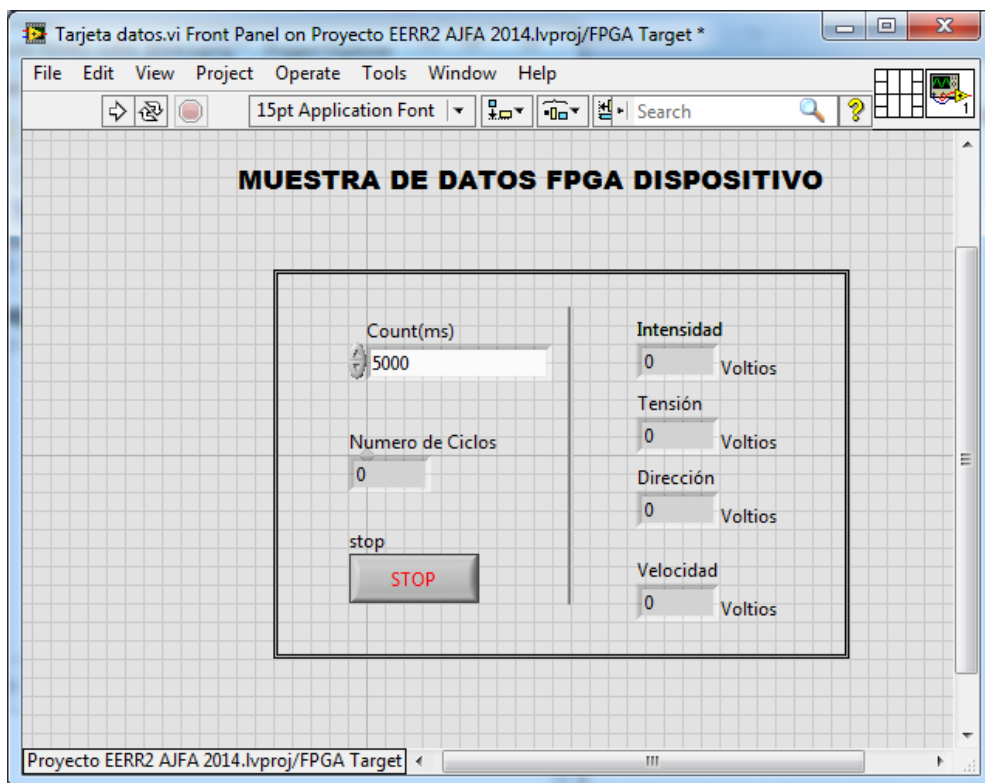 Tarjeta datos.vi Front Panel on Proyecto EERR2 AJFA 2014.lvproj/FPGA Target *
File Edit View Project Operate Tools Window Help
15pt Application Font Search ? 1
MUESTRA DE DATOS FPGA DISPOSITIVO
Count(ms)
5000
Numero de Ciclos
0
stop
STOP
Intensidad
0 Voltios
Tensión
0 Voltios
Dirección
0 Voltios
Velocidad
0 Voltios
Proyecto EERR2 AJFA 2014.lvproj/FPGA Target